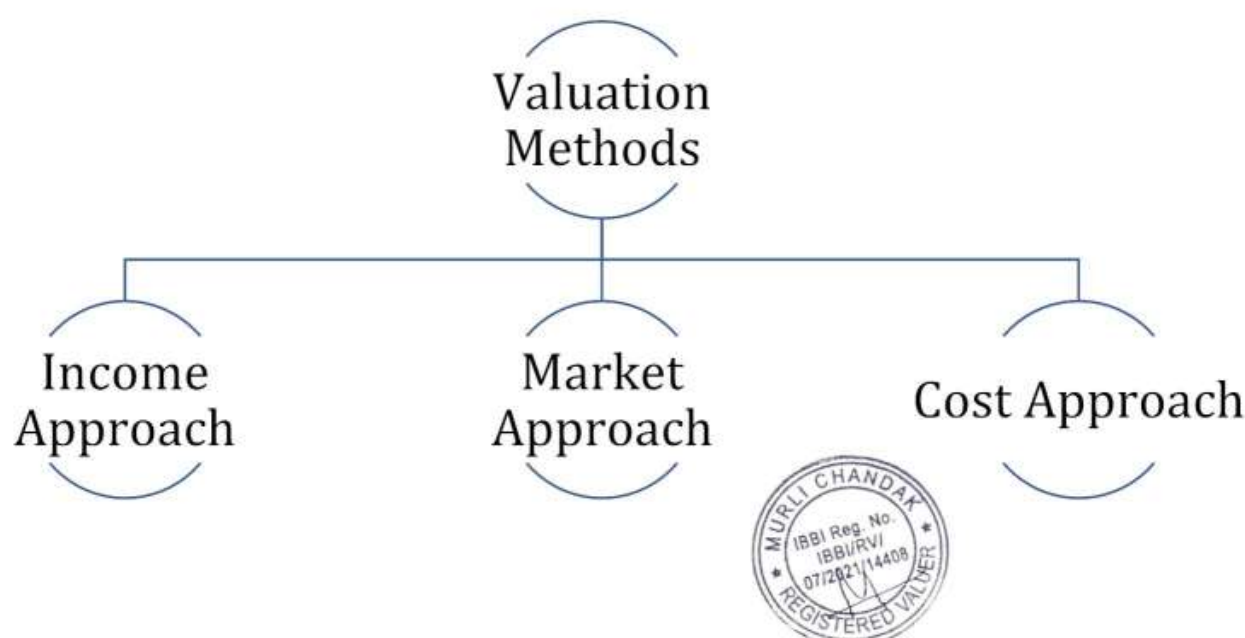 Valuation
Methods
Income
Approach
Market
Approach
Cost Approach
MURLI CHANDAK
IBBI Reg. No.
IBBI/RV/
07/2021/14408
REGISTERED VALUER